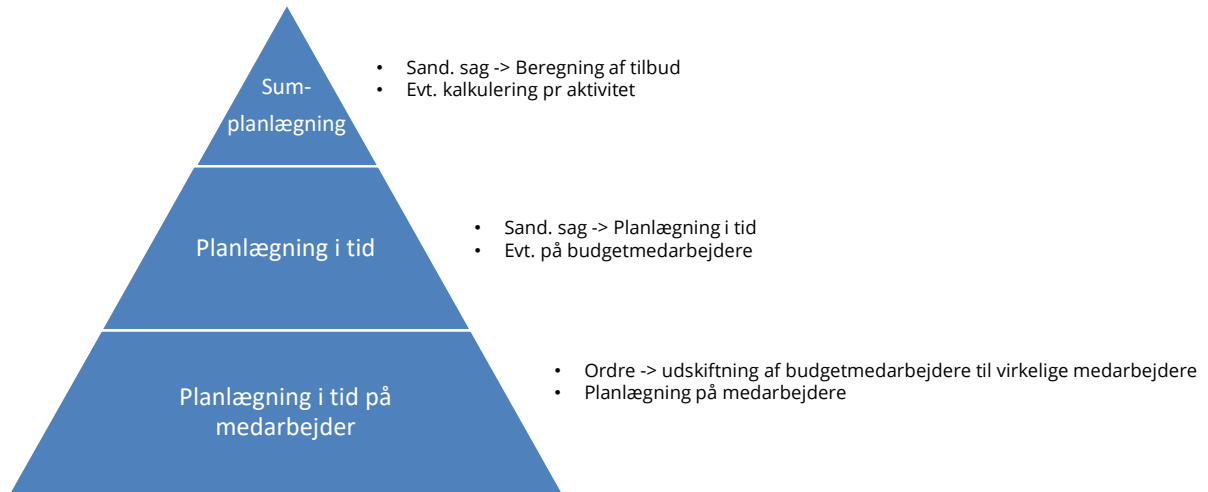 Sum-
planlægning
• Sand. sag -> Beregning af tilbud
• Evt. kalkulering pr aktivitet
Planlægning i tid
• Sand. sag -> Planlægning i tid
• Evt. på budgetmedarbejdere
Planlægning i tid på
medarbejder
• Ordre -> udskiftning af budgetmedarbejdere til virkelige medarbejdere
• Planlægning på medarbejdere